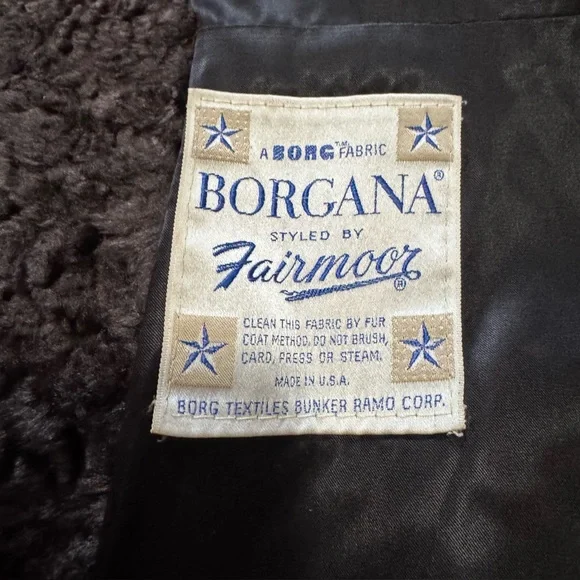 A BORG™ FABRIC
BORGANA®
STYLED BY
Fairmoor®
CLEAN THIS FABRIC BY FUR
COAT METHOD. DO NOT BRUSH,
CARD, PRESS OR STEAM.
MADE IN U.S.A.
BORG TEXTILES BUNKER RAMO CORP.